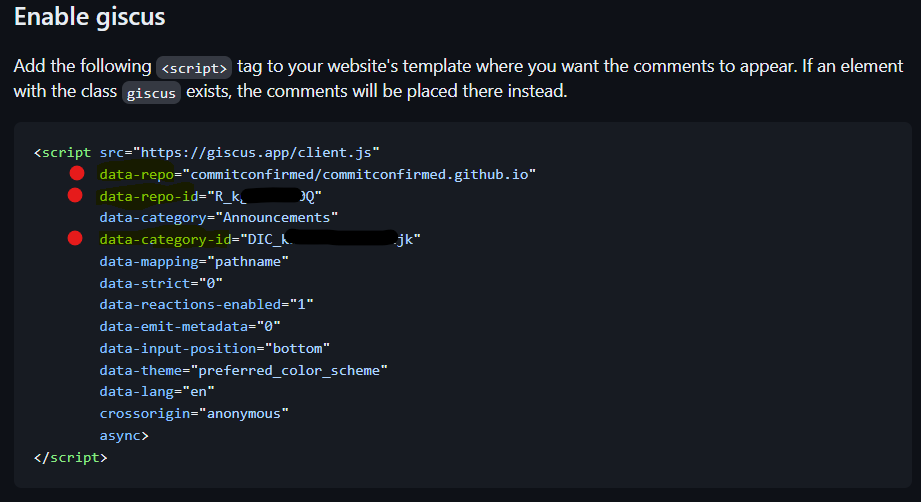 Enable giscus
Add the following <script> tag to your website's template where you want the comments to appear. If an element
with the class giscus exists, the comments will be placed there instead.
<script src="https://giscus.app/client.js"
data-repo="commitconfirmed/commitconfirmed.github.io"
data-repo-id="R_k 0Q"
data-category="Announcements"
data-category-id="DIC_k jk"
data-mapping="pathname"
data-strict="0"
data-reactions-enabled="1"
data-emit-metadata="0"
data-input-position="bottom"
data-theme="preferred_color_scheme"
data-lang="en"
crossorigin="anonymous"
async>
</script>